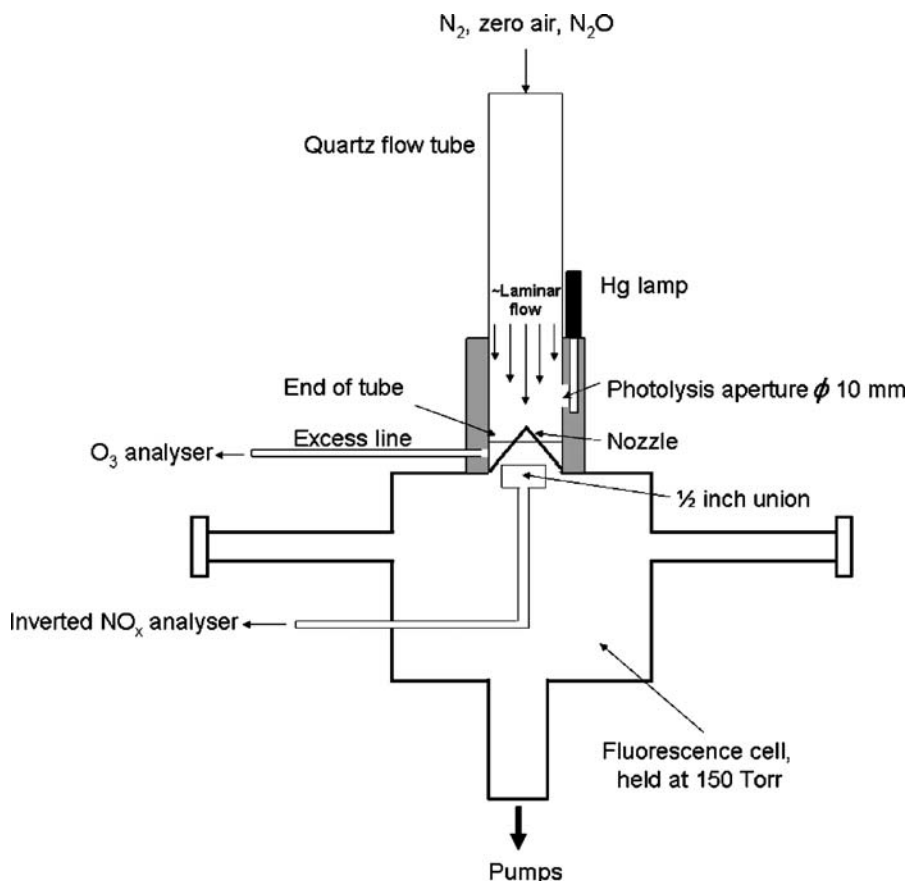 N₂, zero air, N₂O
Quartz flow tube
~Laminar
flow
Hg lamp
End of tube
Photolysis aperture ϕ 10 mm
Excess line
Nozzle
O₃ analyser
½ inch union
Inverted NOₓ analyser
Fluorescence cell,
held at 150 Torr
Pumps